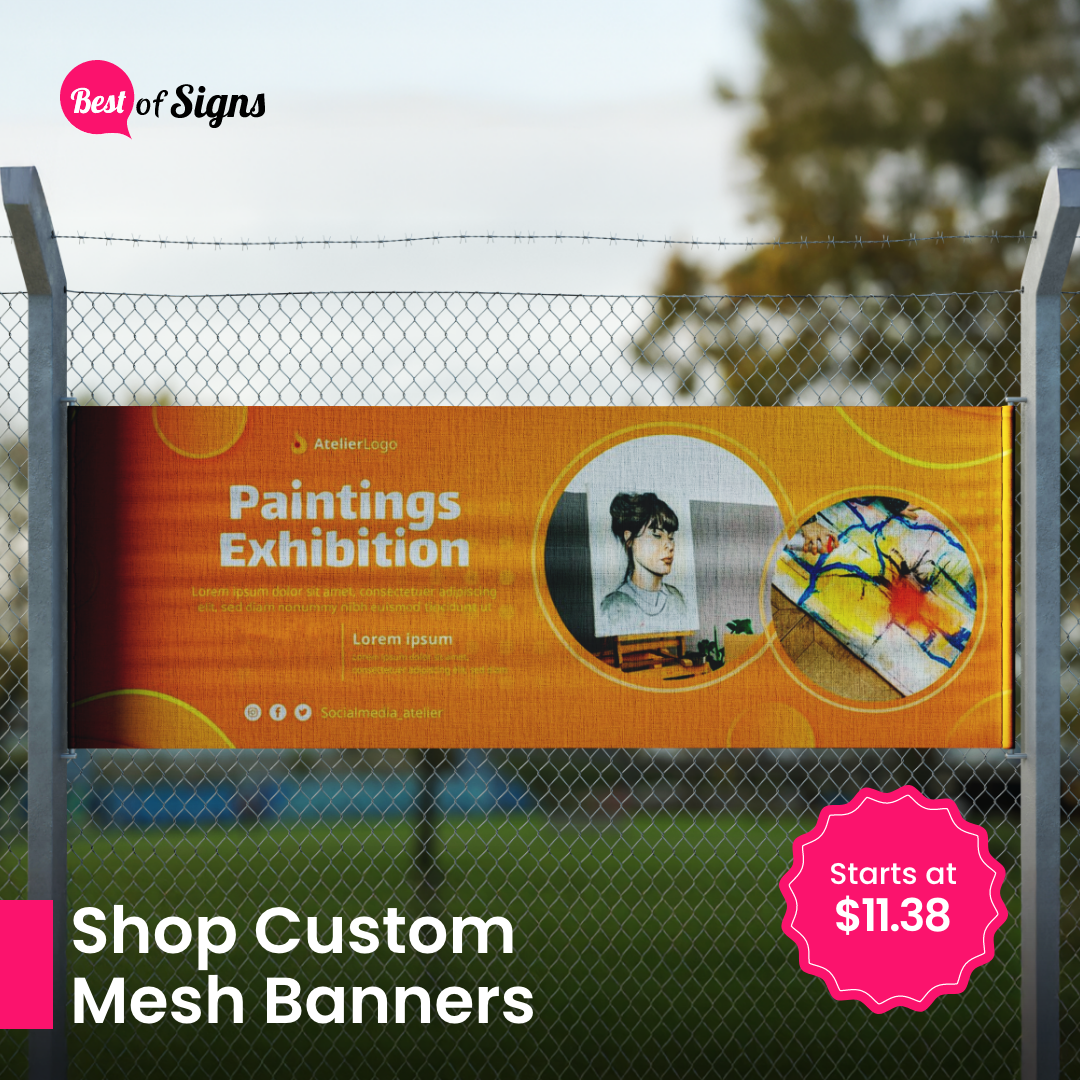 Best of Signs
AtelierLogo
Paintings
Exhibition
Lorem ipsum dolor sit amet, consectetuer adipiscing
elit, sed diam nonummy nibh euismod tincidunt ut
Lorem ipsum
Socialmedia_atelier
Starts at
$11.38
Shop Custom
Mesh Banners